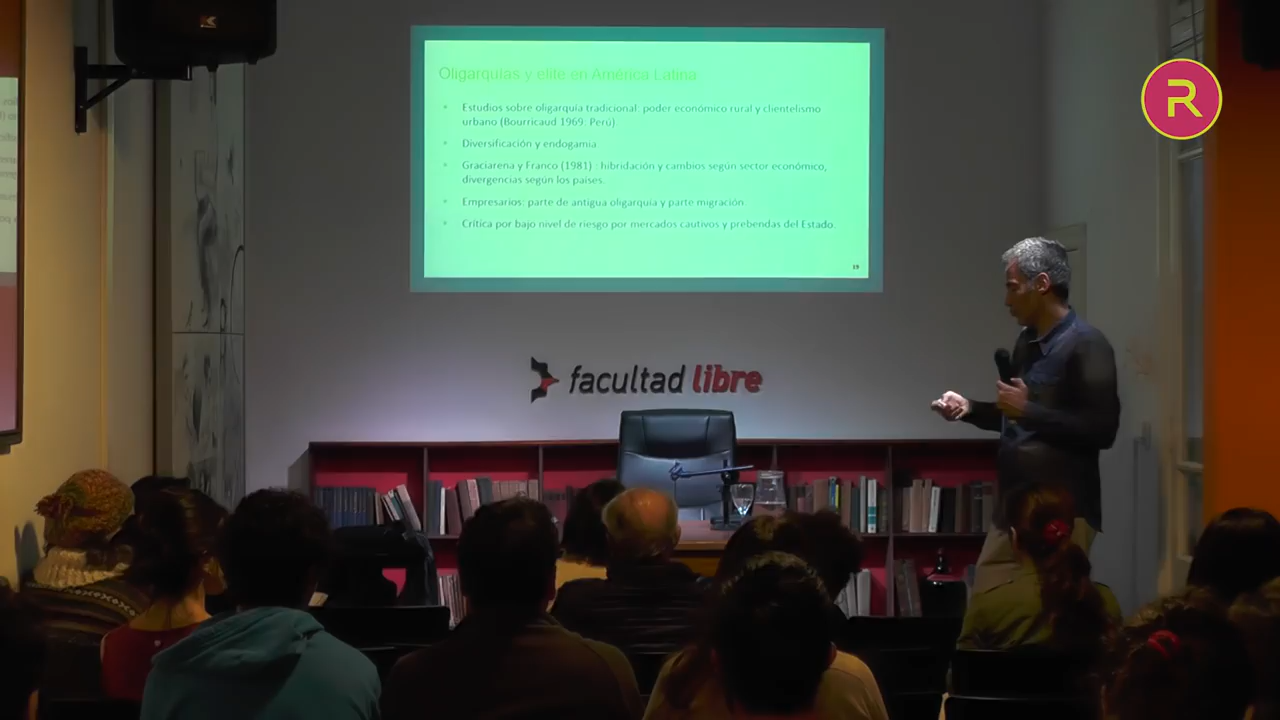 Oligarquías y elite en América Latina
Estudios sobre oligarquía tradicional: poder económico rural y clientelismo
urbano (Bourricaud 1969: Perú).
Diversificación y endogamia
Graciarena y Franco (1981) : hibridación y cambios según sector económico,
divergencias según los países.
Empresarios: parte de antigua oligarquía y parte migración
Crítica por bajo nivel de riesgo por mercados cautivos y prebendas del Estado.
19
R
facultad libre